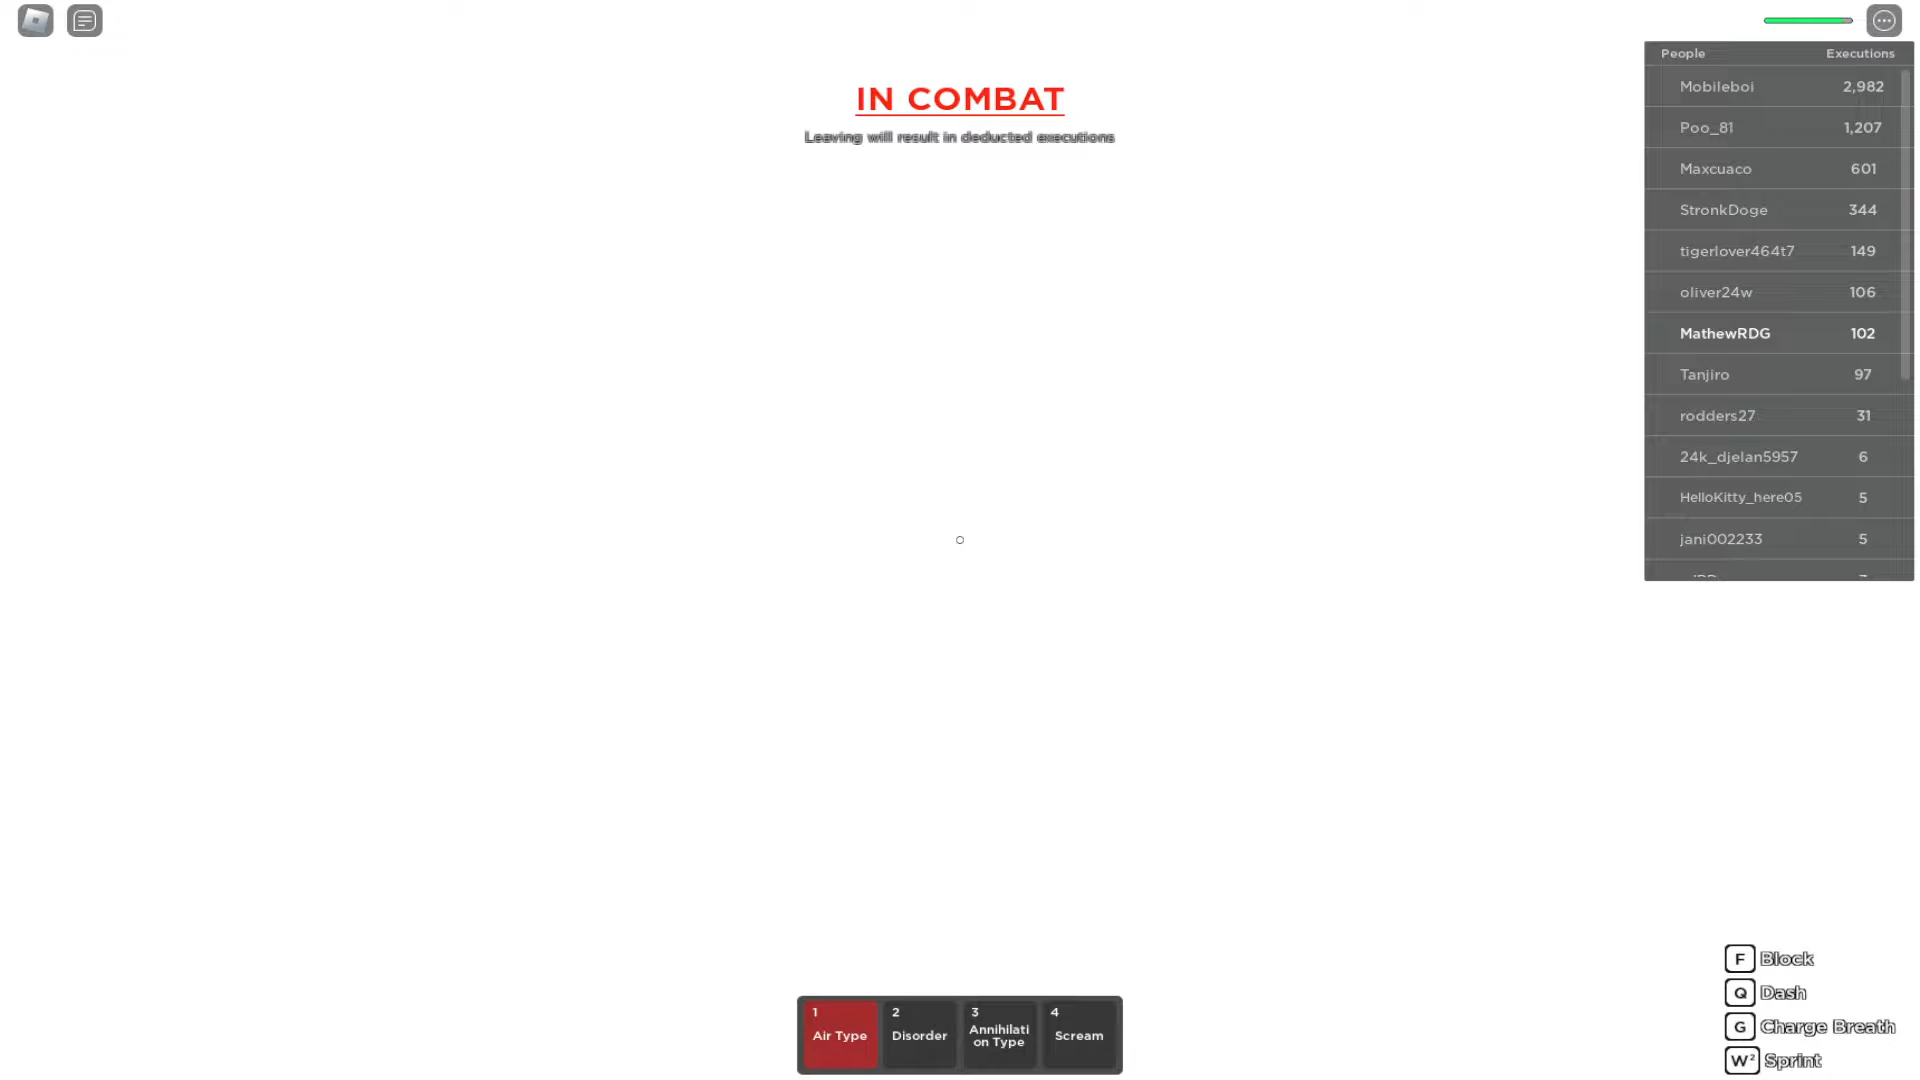 IN COMBAT
Leaving will result in deducted executions
People Executions
Mobileboi 2,982
Poo_81 1,207
Maxcuaco 601
StronkDoge 344
tigerlover464t7 149
oliver24w 106
MathewRDG 102
Tanjiro 97
rodders27 31
24k_djelan5957 6
HelloKitty_here05 5
jani002233 5
F Block
Q Dash
G Charge Breath
W² Sprint
1 Air Type
2 Disorder
3 Annihilati
on Type
4 Scream